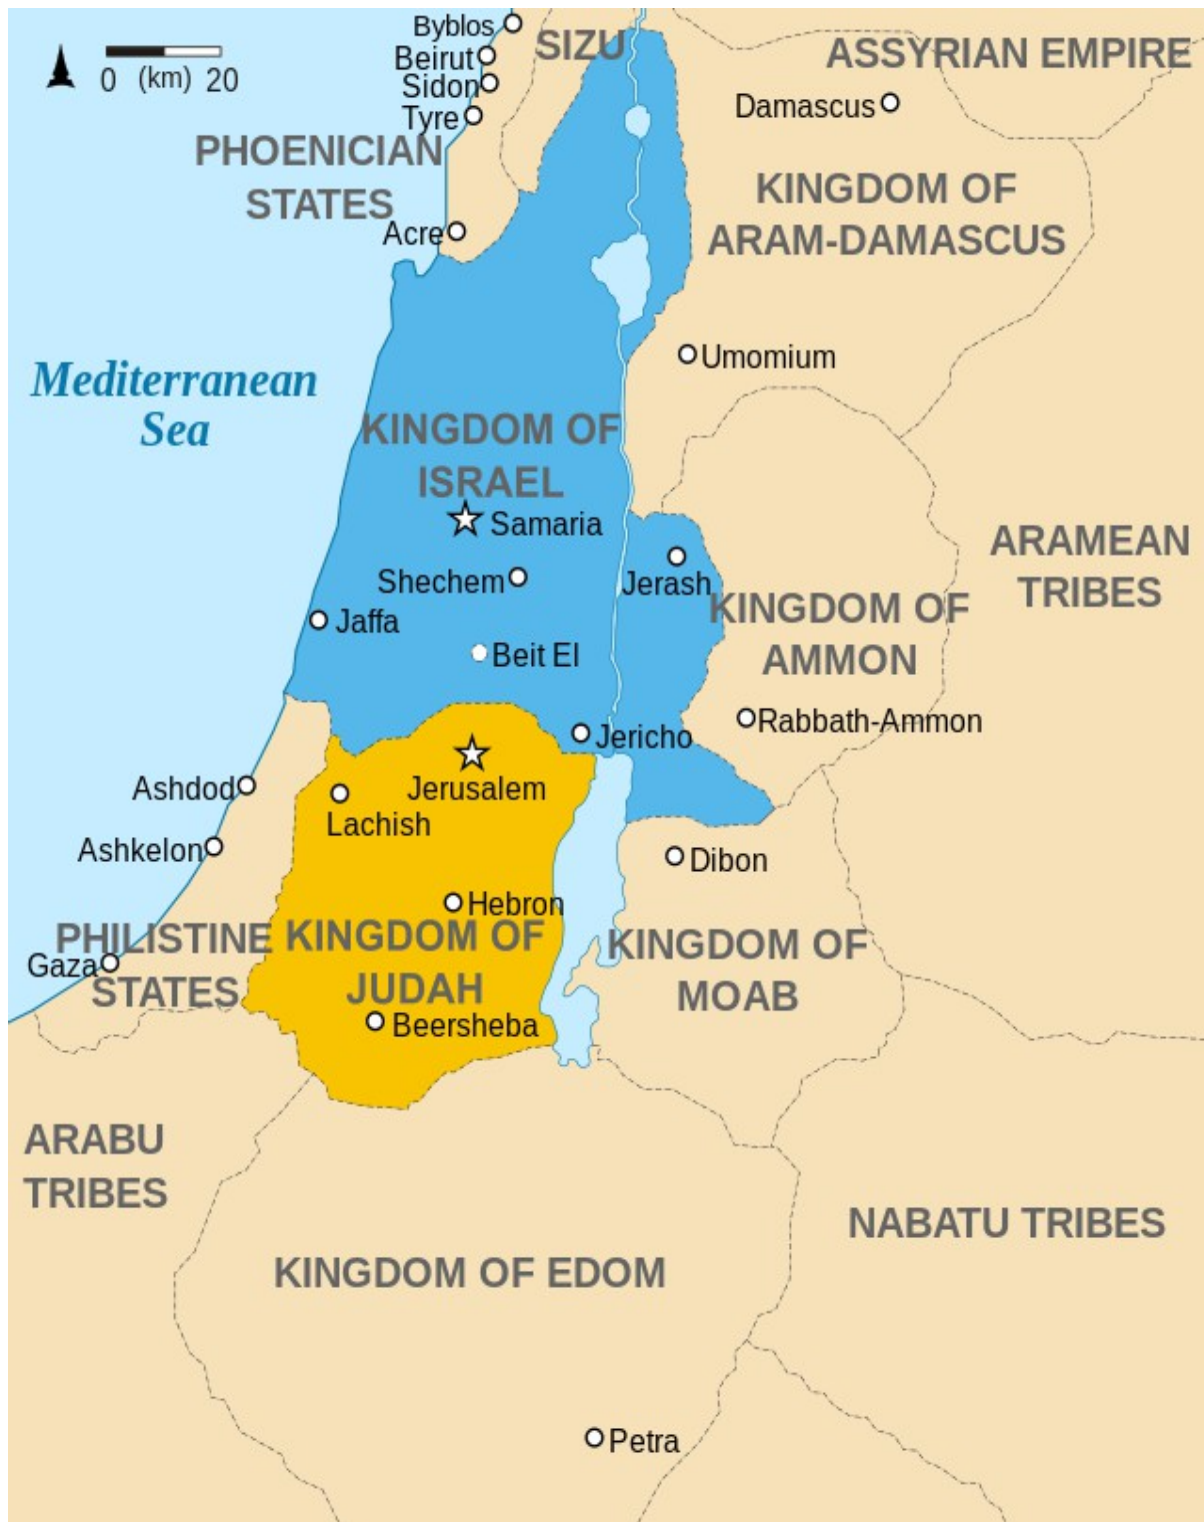 Byblos
SIZU
ASSYRIAN EMPIRE
Beirut
0 (km) 20
Sidon
Damascus
Tyre
PHOENICIAN
STATES
KINGDOM OF
ARAM-DAMASCUS
Acre
Umomium
Mediterranean
Sea
KINGDOM OF
ISRAEL
Samaria
ARAMEAN
TRIBES
Shechem
Jerash
KINGDOM OF
AMMON
Jaffa
Beit El
Rabbath-Ammon
Jericho
Ashdod
Jerusalem
Lachish
Ashkelon
Dibon
Hebron
PHILISTINE
STATES
KINGDOM OF
JUDAH
KINGDOM OF
MOAB
Gaza
Beersheba
ARABU
TRIBES
NABATU TRIBES
KINGDOM OF EDOM
Petra